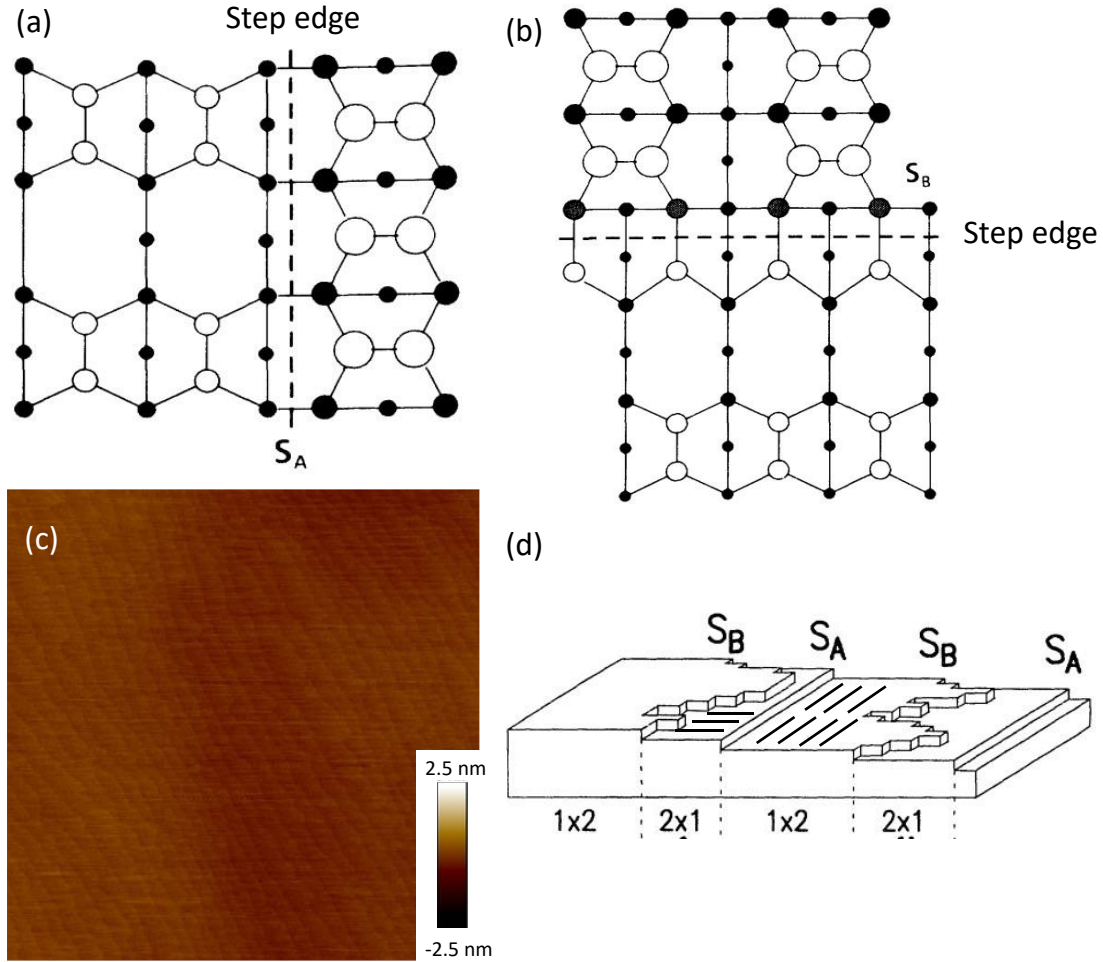 (a)
Step edge
S_A
(b)
S_B
Step edge
(c)
2.5 nm
-2.5 nm
(d)
S_B S_A S_B S_A
1x2 2x1 1x2 2x1